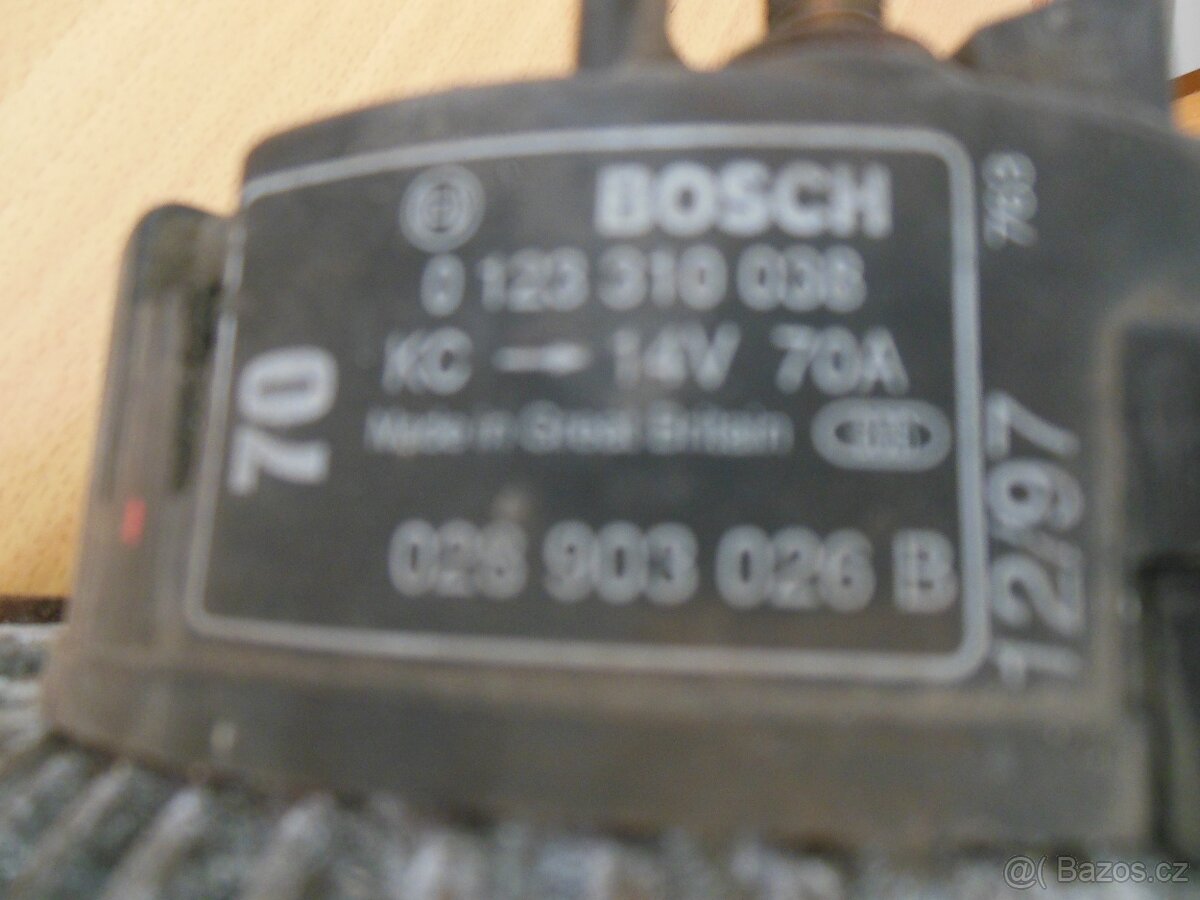 BOSCH
0 123 310 038
KC 14V 70A
Made in Great Britain
028 903 026 B
70
12/97
@( Bazos.cz